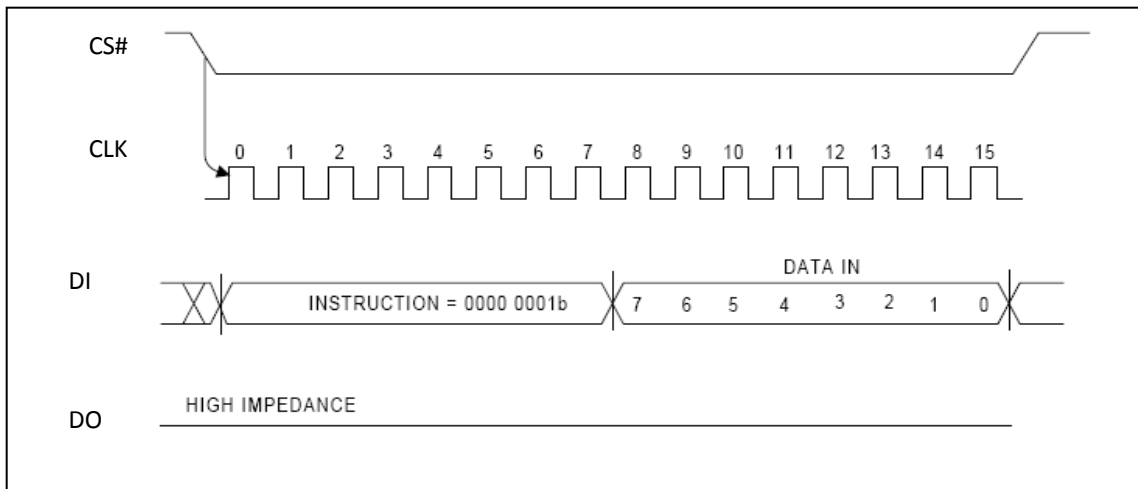 CS#
CLK
0 1 2 3 4 5 6 7 8 9 10 11 12 13 14 15
DI
DATA IN
INSTRUCTION = 0000 0001b 7 6 5 4 3 2 1 0
DO
HIGH IMPEDANCE